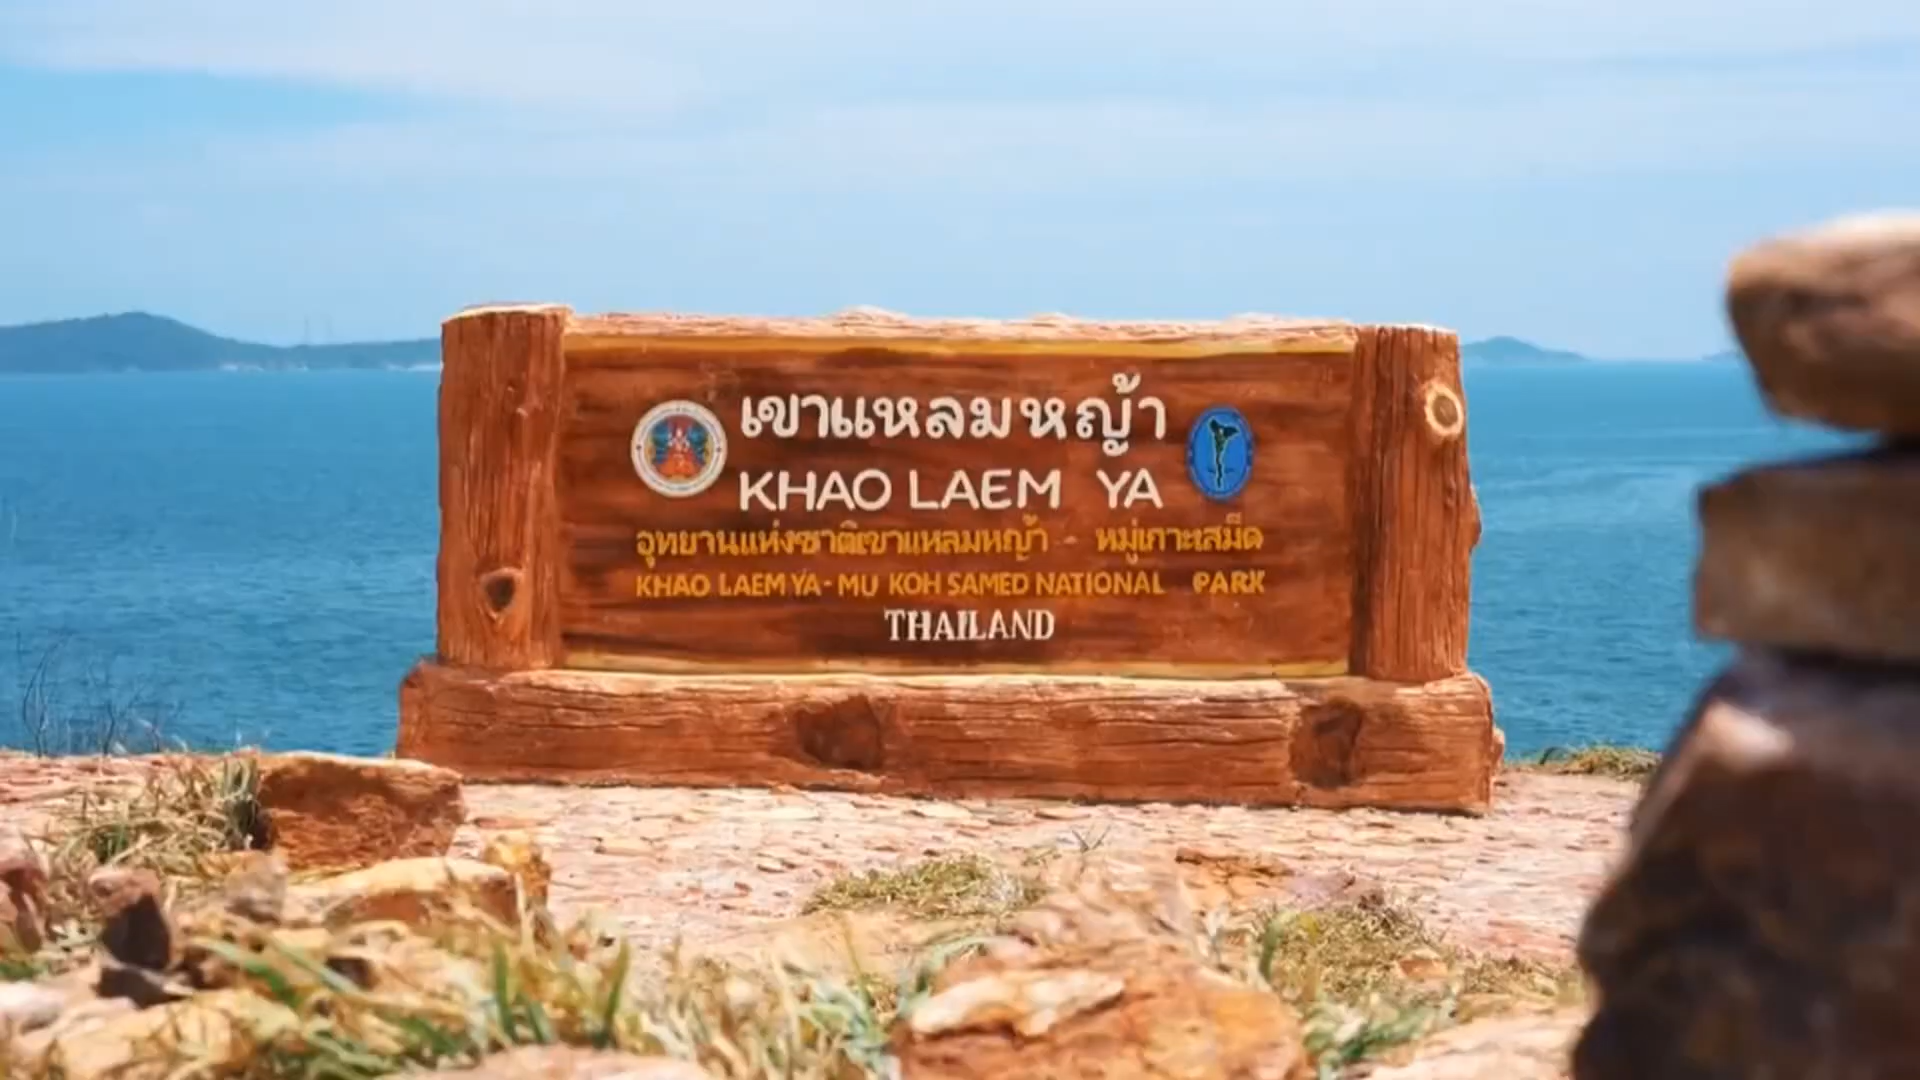 เขาแหลมหญ้า
KHAO LAEM YA
อุทยานแห่งชาติเขาแหลมหญ้า - หมู่เกาะเสม็ด
KHAO LAEM YA - MU KOH SAMED NATIONAL PARK
THAILAND